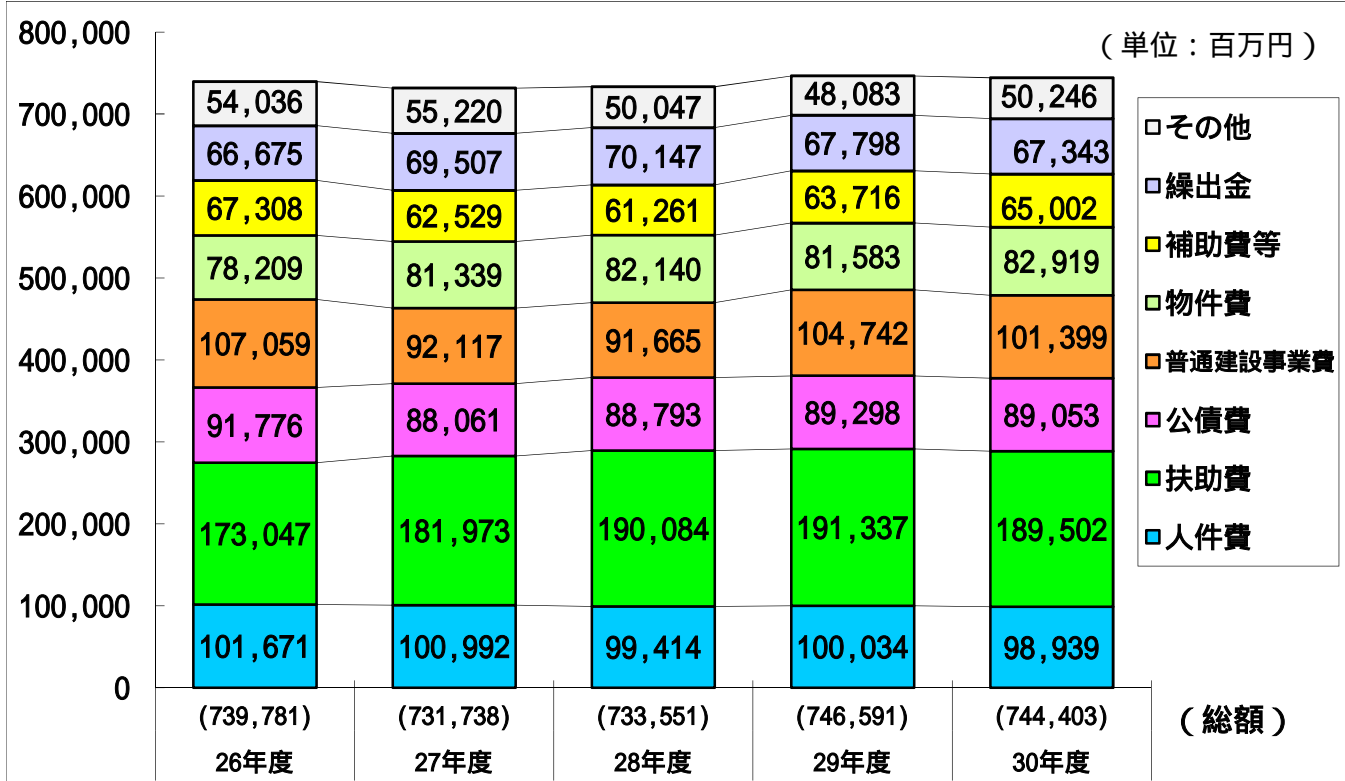 （単位：百万円）
800,000
700,000
600,000
500,000
400,000
300,000
200,000
100,000
0
54,036 55,220 50,047 48,083 50,246
66,675 69,507 70,147 67,798 67,343
67,308 62,529 61,261 63,716 65,002
78,209 81,339 82,140 81,583 82,919
107,059 92,117 91,665 104,742 101,399
91,776 88,061 88,793 89,298 89,053
173,047 181,973 190,084 191,337 189,502
101,671 100,992 99,414 100,034 98,939
その他
繰出金
補助費等
物件費
普通建設事業費
公債費
扶助費
人件費
(739,781) (731,738) (733,551) (746,591) (744,403) （総額）
26年度 27年度 28年度 29年度 30年度